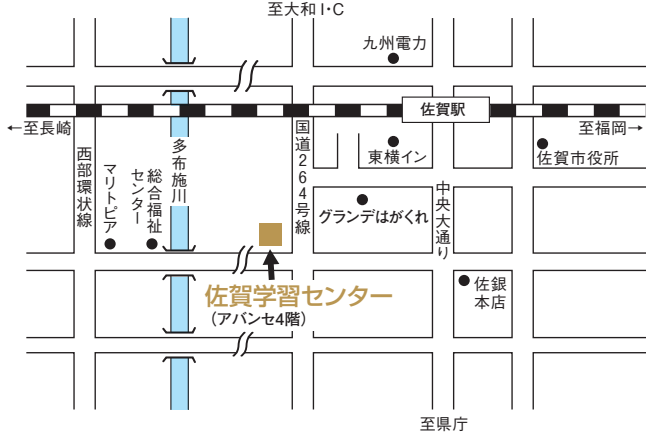 至大和I・C
九州電力
佐賀駅
←至長崎
至福岡→
西部環状線
マリトピア
総合福祉
センター
多布施川
国道264号線
東横イン
佐賀市役所
グランデはがくれ
中央大通り
佐賀学習センター
(アバンセ4階)
佐銀
本店
至県庁